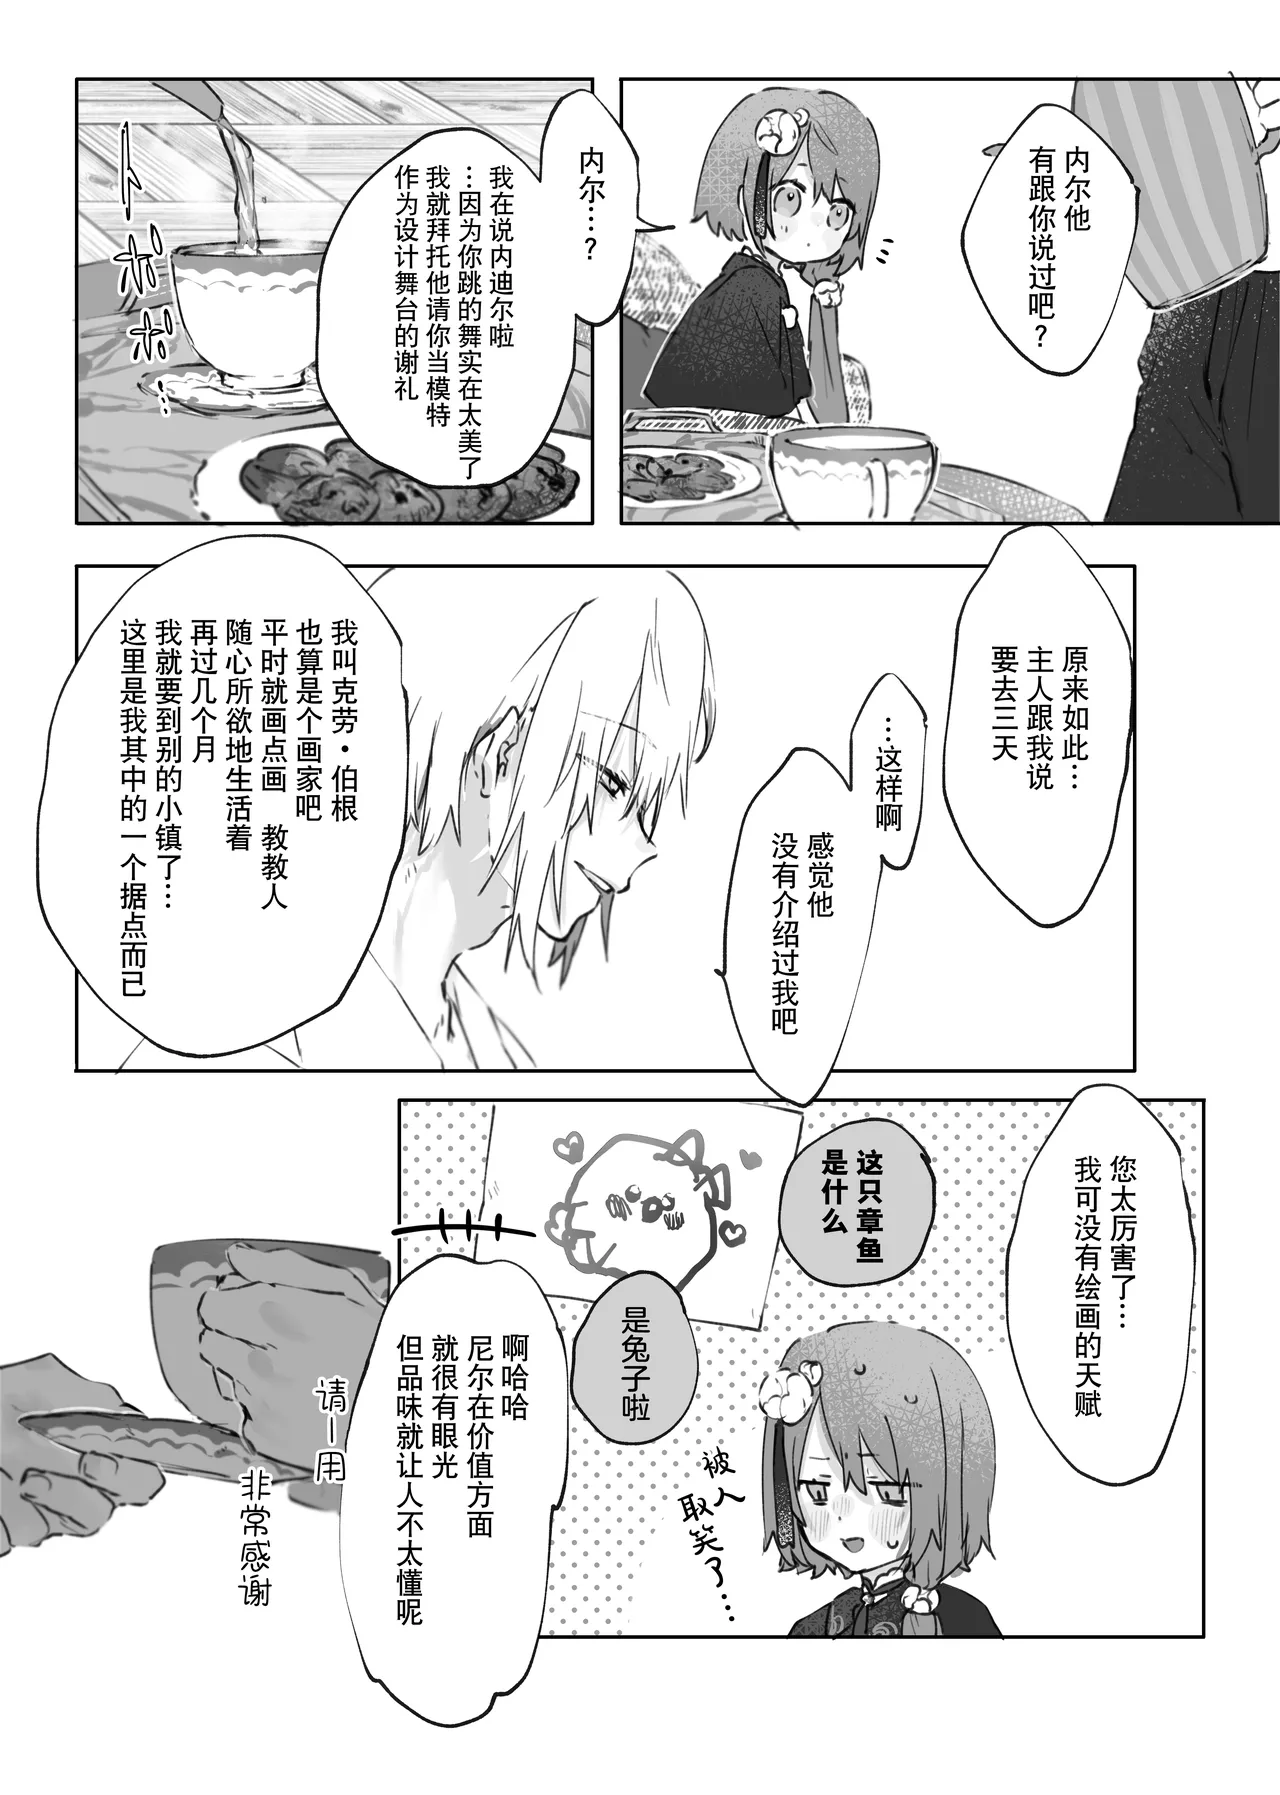 内尔他
有跟你说过吧?
内尔…?
我在说内迪尔啦
…因为你跳的舞实在太美了
我就拜托他请你当模特
作为设计舞台的谢礼
トポポ…
原来如此…
主人跟我说
要去三天
…这样啊
感觉他
没有介绍过我吧
我叫克劳·伯根
也算是个画家吧
平时就画点画 教教人
随心所欲地生活着
再过几个月
我就要到别的小镇了…
这里是我其中的一个据点而已
您太厉害了…
我可没有绘画的天赋
这只章鱼
是什么
是兔子啦
被人
取笑了…
啊哈哈
尼尔在价值方面
就很有眼光
但品味就让人不太懂呢
请一用
非常感谢